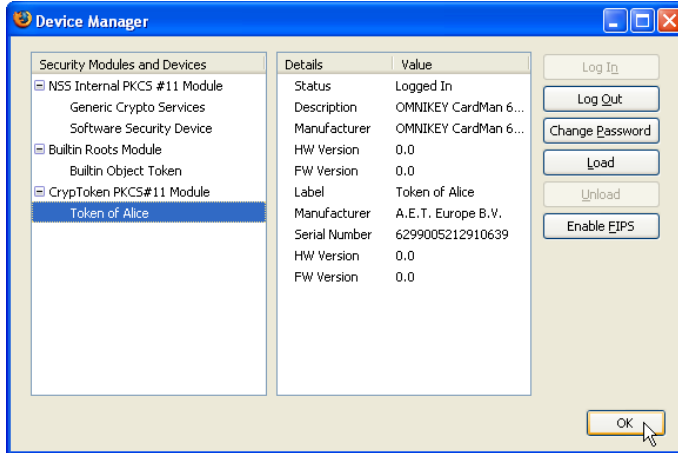 Device Manager
Security Modules and Devices
NSS Internal PKCS #11 Module
Generic Crypto Services
Software Security Device
Builtin Roots Module
Builtin Object Token
CrypToken PKCS#11 Module
Token of Alice
Details Value
Status Logged In
Description OMNIKEY CardMan 6...
Manufacturer OMNIKEY CardMan 6...
HW Version 0.0
FW Version 0.0
Label Token of Alice
Manufacturer A.E.T. Europe B.V.
Serial Number 6299005212910639
HW Version 0.0
FW Version 0.0
Log In
Log Out
Change Password
Load
Unload
Enable FIPS
OK